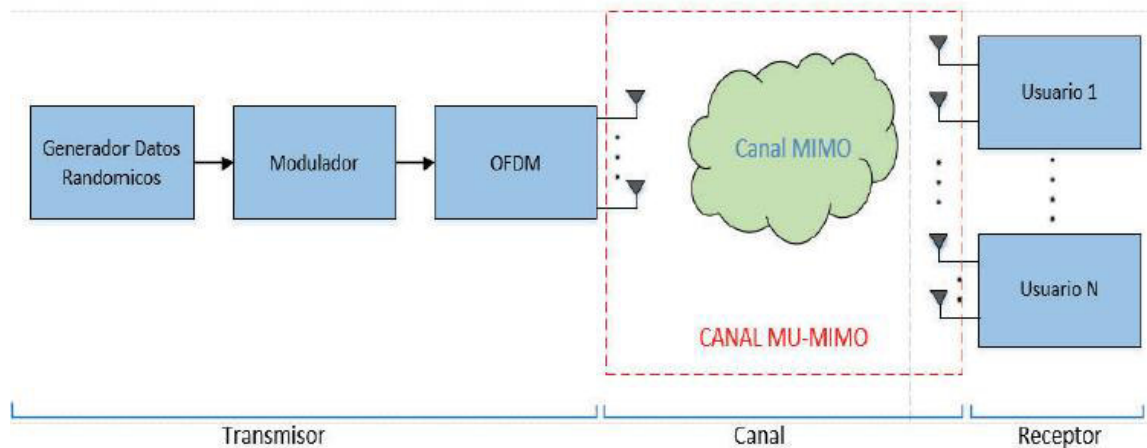 Generador Datos
Randomicos
Modulador
OFDM
Canal MIMO
Usuario 1
Usuario N
CANAL MU-MIMO
Transmisor
Canal
Receptor